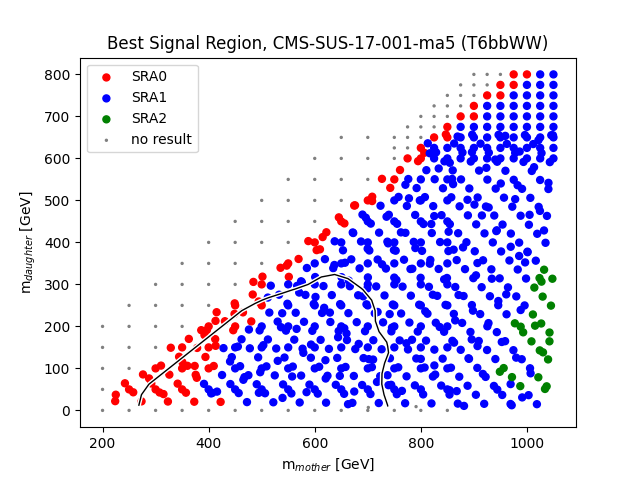 Best Signal Region, CMS-SUS-17-001-ma5 (T6bbWW)
SRA0
SRA1
SRA2
no result
800
700
600
500
400
300
200
100
0
m_daughter [GeV]
200 400 600 800 1000
m_mother [GeV]